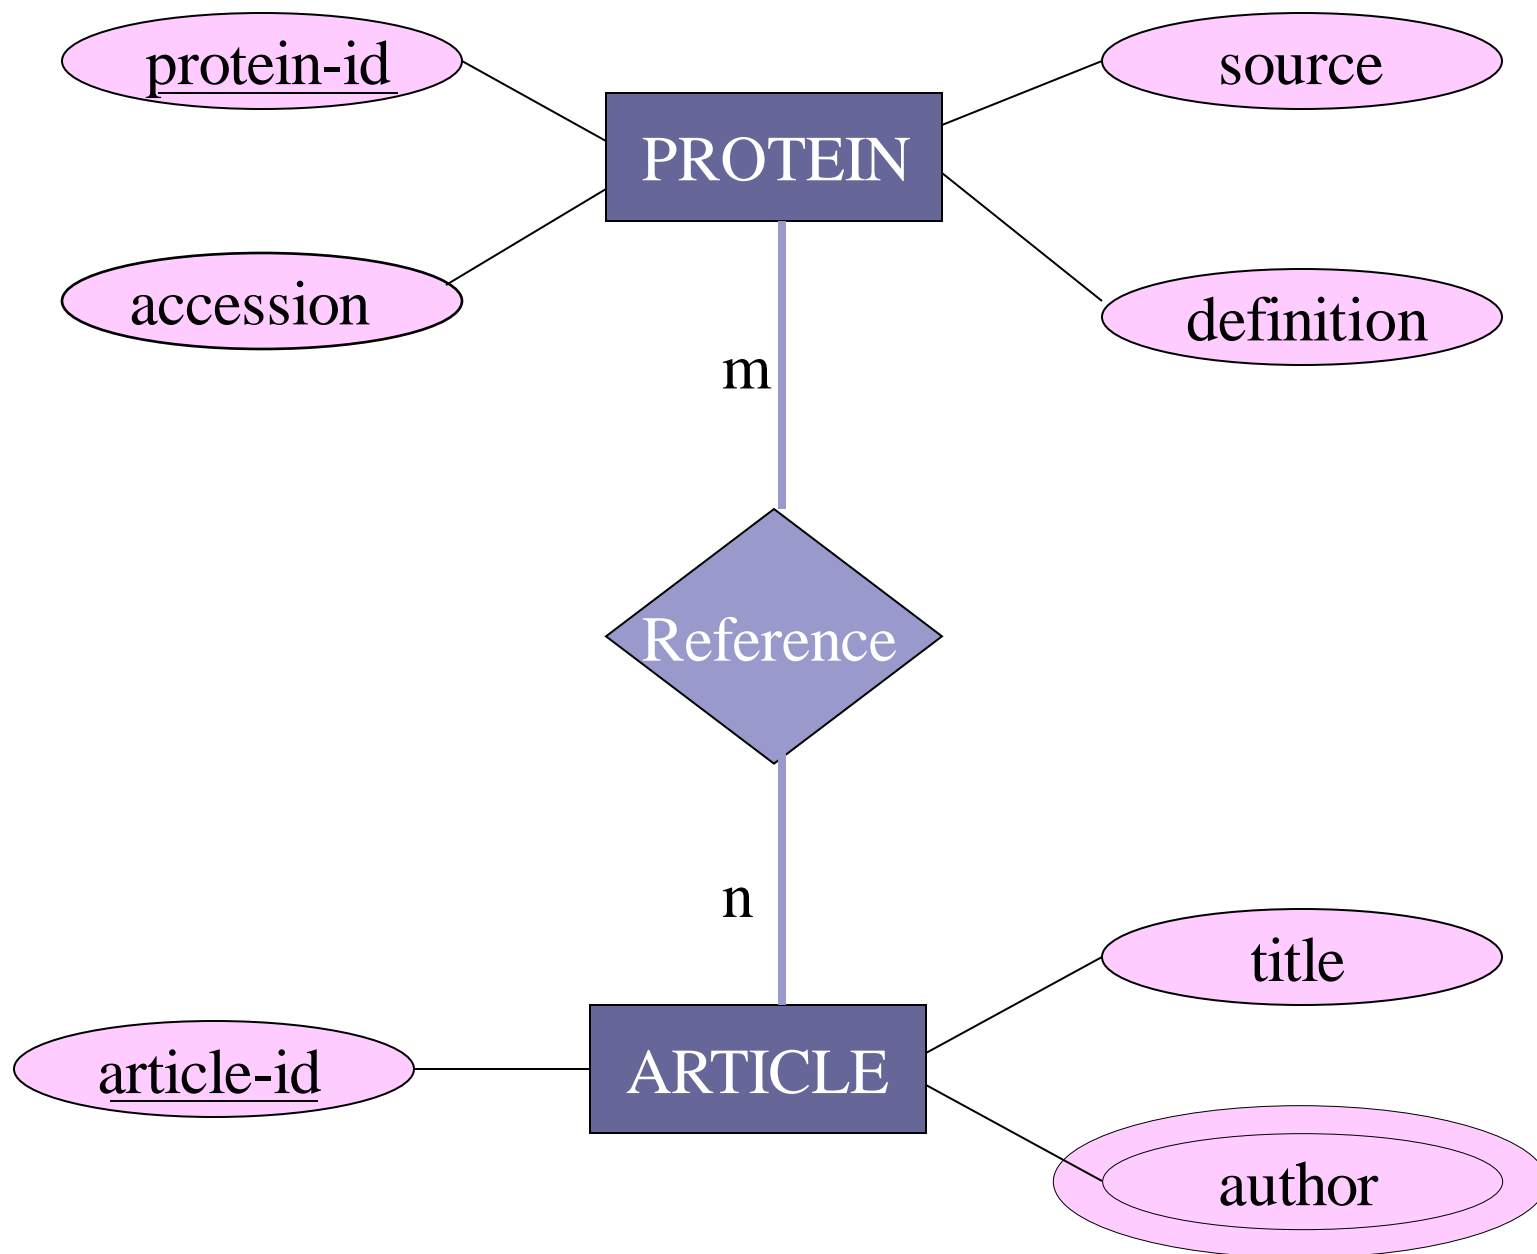 protein-id
source
PROTEIN
accession
definition
m
Reference
n
title
article-id
ARTICLE
author